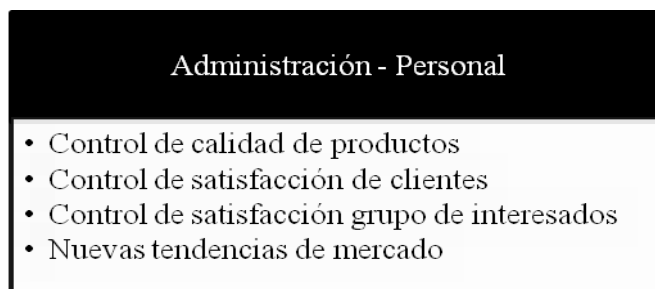 Administración - Personal
• Control de calidad de productos
• Control de satisfacción de clientes
• Control de satisfacción grupo de interesados
• Nuevas tendencias de mercado